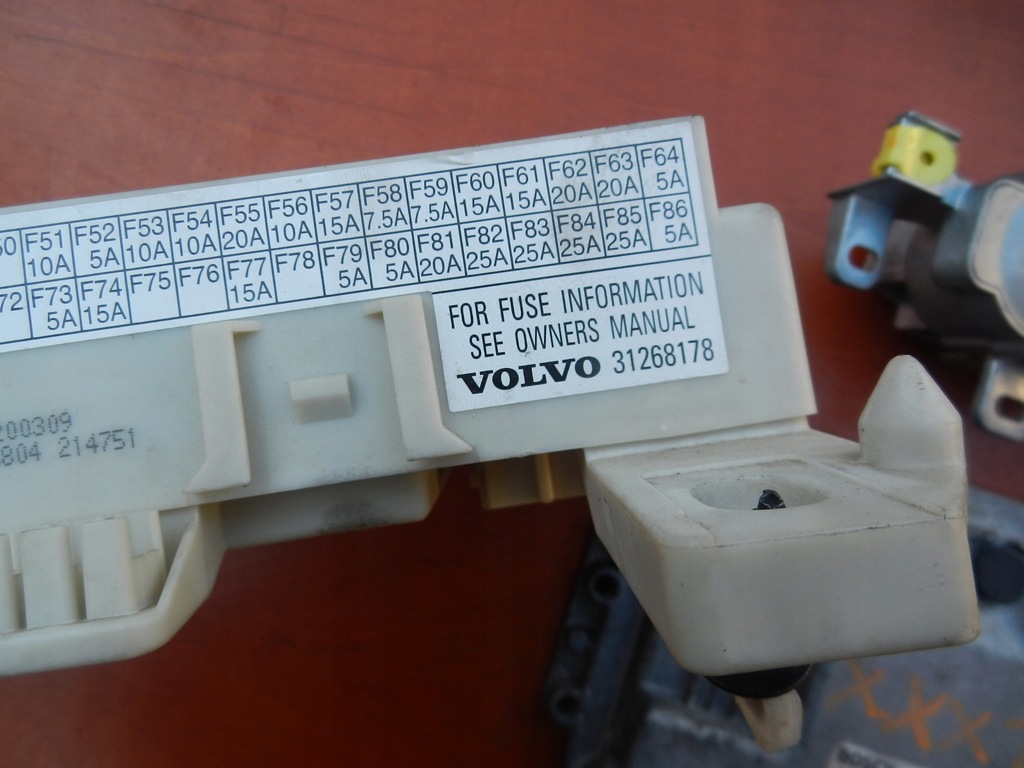 F51 F52 F53 F54 F55 F56 F57 F58 F59 F60 F61 F62 F63 F64
10A 5A 10A 10A 20A 10A 15A 7.5A 7.5A 15A 15A 20A 20A 5A
72 F73 F74 F75 F76 F77 F78 F79 F80 F81 F82 F83 F84 F85 F86
5A 15A 15A 5A 5A 20A 25A 25A 25A 25A 5A
FOR FUSE INFORMATION
SEE OWNERS MANUAL
VOLVO 31268178
200309
804 214751